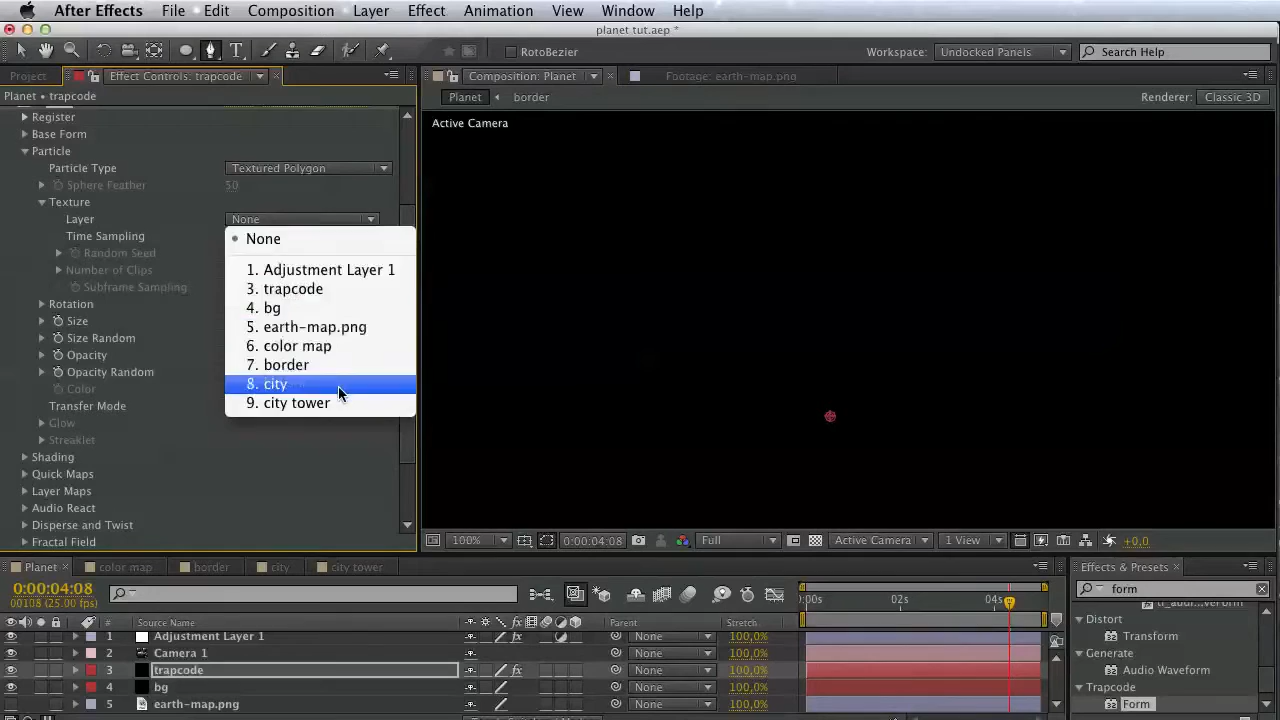 After Effects File Edit Composition Layer Effect Animation View Window Help
planet tut.aep *
RotoBezier Workspace: Undocked Panels Search Help
Project Effect Controls: trapcode Composition: Planet Footage: earth-map.png
Planet • trapcode Planet border Renderer: Classic 3D
Register
Active Camera
Base Form
Particle
Particle Type Textured Polygon
Sphere Feather 50
Texture
Layer None
Time Sampling
None
Random Seed
Number of Clips
1. Adjustment Layer 1
Subframe Sampling
3. trapcode
Rotation
4. bg
Size
5. earth-map.png
Size Random
6. color map
Opacity
7. border
Opacity Random
8. city
Color
9. city tower
Transfer Mode
Glow
Streaklet
Shading
Quick Maps
Layer Maps
Audio React
Disperse and Twist
Fractal Field
100% 0:00:04:08 Full Active Camera 1 View +0,0
Planet color map border city city tower Effects & Presets
0:00:04:08 form
00108 (25.00 fps) :00s 02s 04s
# Source Name Parent Stretch Distort
1 Adjustment Layer 1 None 100,0% Transform
2 Camera 1 None 100,0% Generate
3 trapcode None 100,0% Audio Waveform
4 bg None 100,0% Trapcode
5 earth-map.png None 100,0% Form